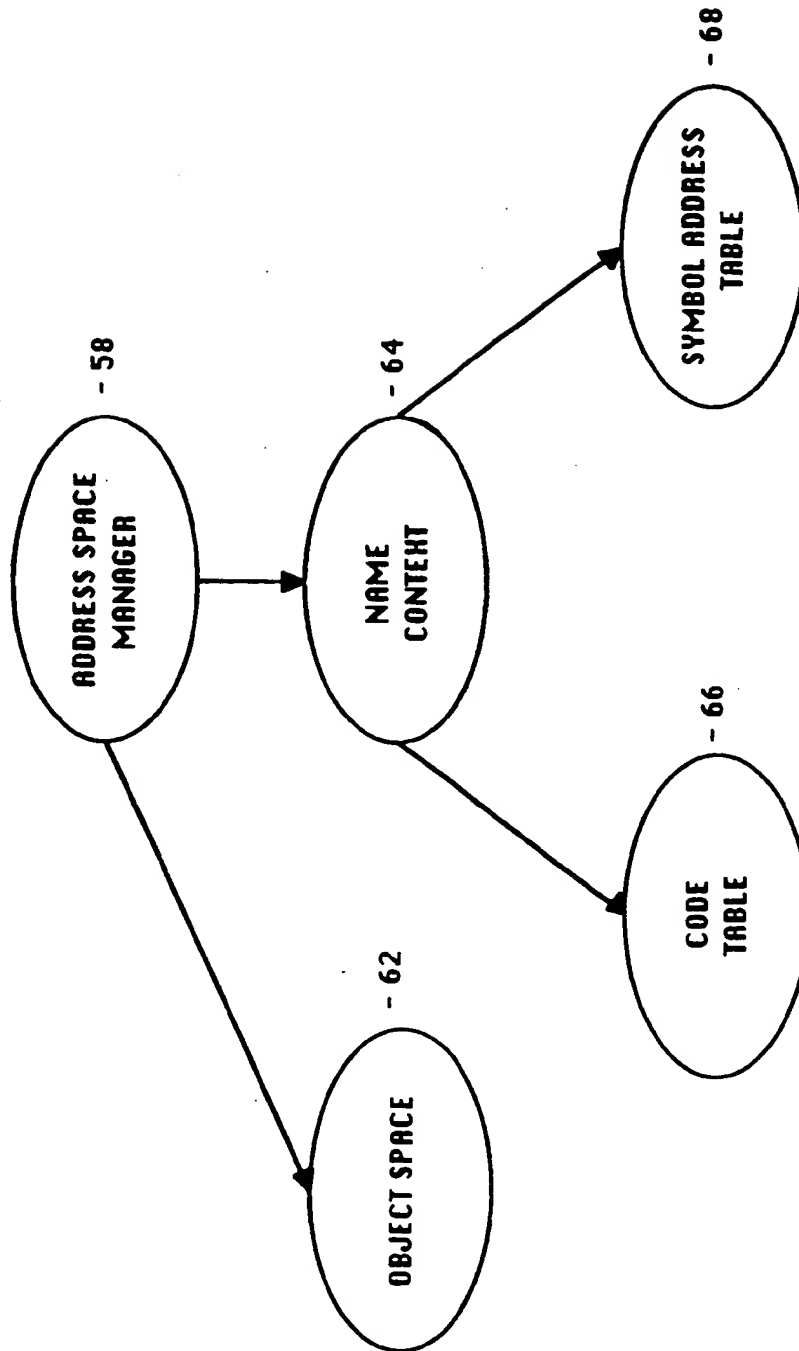 ADDRESS SPACE
MANAGER
- 58
OBJECT SPACE
- 62
NAME
CONTEXT
- 64
CODE
TABLE
- 66
SYMBOL ADDRESS
TABLE
- 68